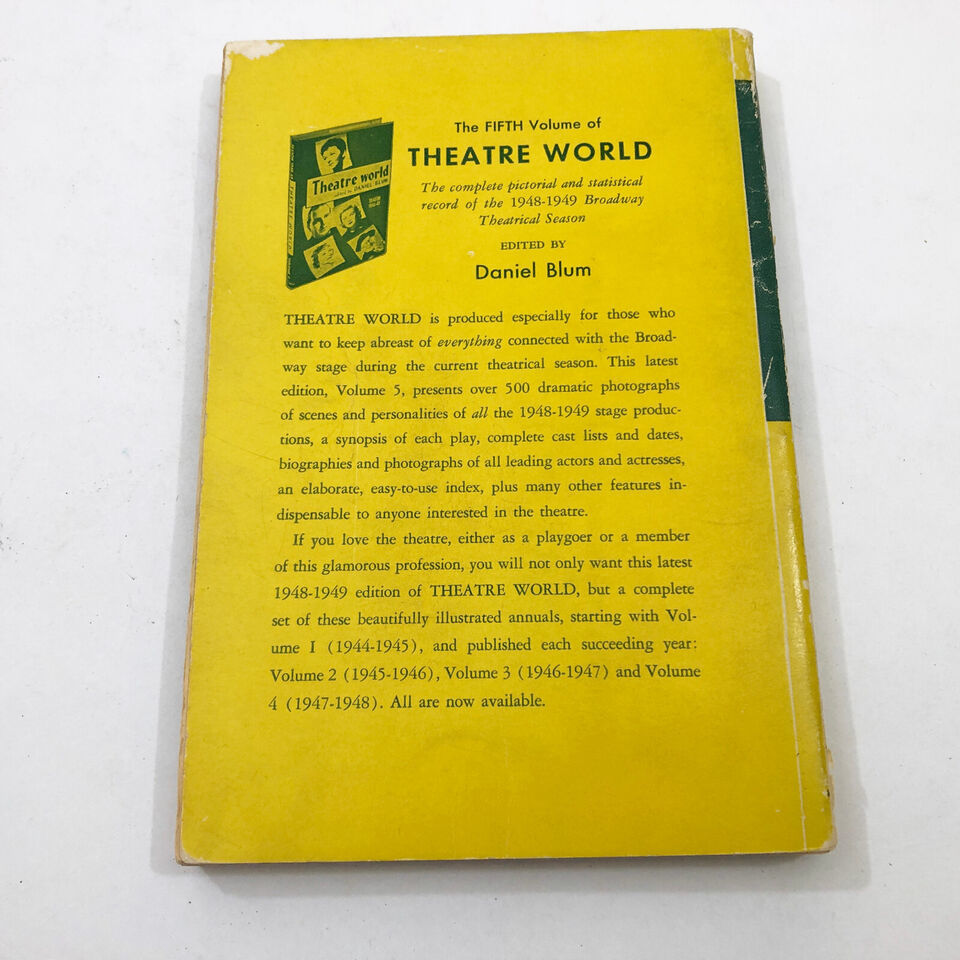 The FIFTH Volume of
THEATRE WORLD
The complete pictorial and statistical
record of the 1948-1949 Broadway
Theatrical Season
EDITED BY
Daniel Blum
Theatre world
edited by DANIEL BLUM
THEATRE WORLD is produced especially for those who
want to keep abreast of everything connected with the Broad-
way stage during the current theatrical season. This latest
edition, Volume 5, presents over 500 dramatic photographs
of scenes and personalities of all the 1948-1949 stage produc-
tions, a synopsis of each play, complete cast lists and dates,
biographies and photographs of all leading actors and actresses,
an elaborate, easy-to-use index, plus many other features in-
dispensable to anyone interested in the theatre.
If you love the theatre, either as a playgoer or a member
of this glamorous profession, you will not only want this latest
1948-1949 edition of THEATRE WORLD, but a complete
set of these beautifully illustrated annuals, starting with Vol-
ume I (1944-1945), and published each succeeding year:
Volume 2 (1945-1946), Volume 3 (1946-1947) and Volume
4 (1947-1948). All are now available.